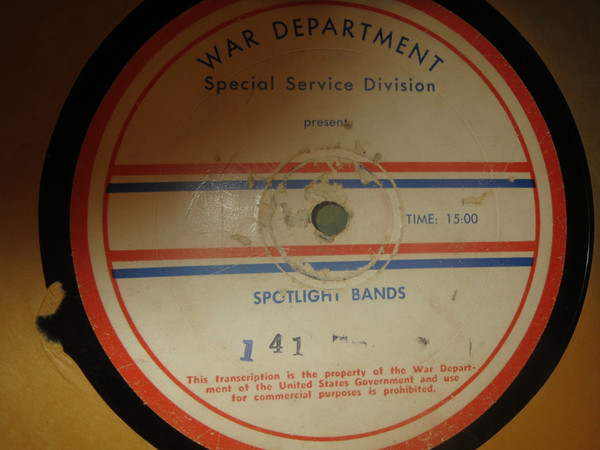 WAR DEPARTMENT
Special Service Division
present
TIME: 15:00
SPOTLIGHT BANDS
141
This transcription is the property of the War Depart-
ment of the United States Government and use
for commercial purposes is prohibited.